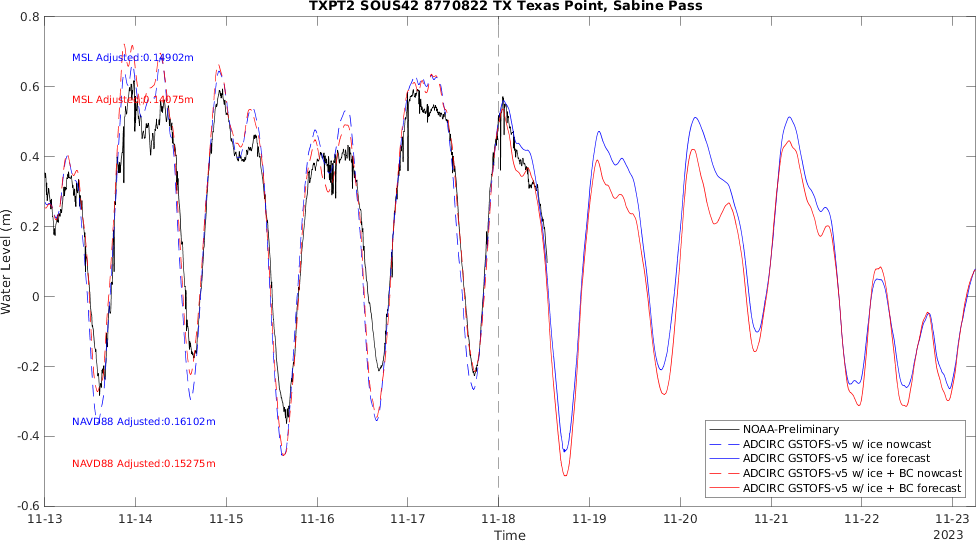 TXPT2 SOUS42 8770822 TX Texas Point, Sabine Pass
0.8
MSL Adjusted:0.14902m
0.6
MSL Adjusted:0.14075m
0.4
0.2
0
-0.2
-0.4
-0.6
Water Level (m)
NAVD88 Adjusted:0.16102m
NAVD88 Adjusted:0.15275m
NOAA-Preliminary
ADCIRC GSTOFS-v5 w/ ice nowcast
ADCIRC GSTOFS-v5 w/ ice forecast
ADCIRC GSTOFS-v5 w/ ice + BC nowcast
ADCIRC GSTOFS-v5 w/ ice + BC forecast
11-13 11-14 11-15 11-16 11-17 11-18 11-19 11-20 11-21 11-22 11-23
Time
2023